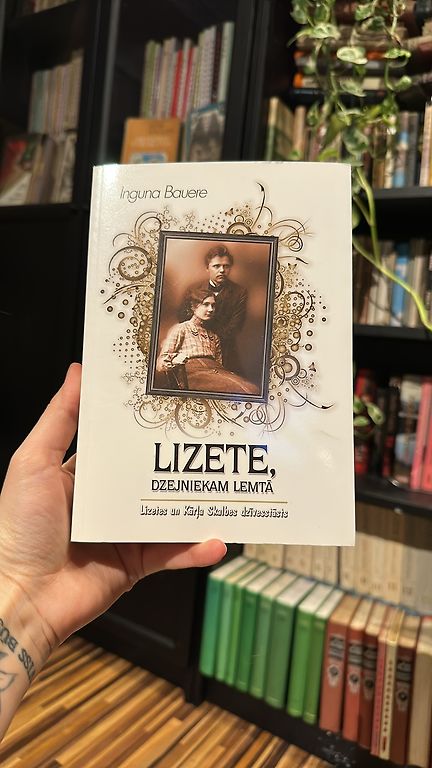 Inguna Bauere
LIZETE,
DZEJNIEKAM LEMTĀ
Lizetes un Kārļa Skalbes dzīvesstāsts